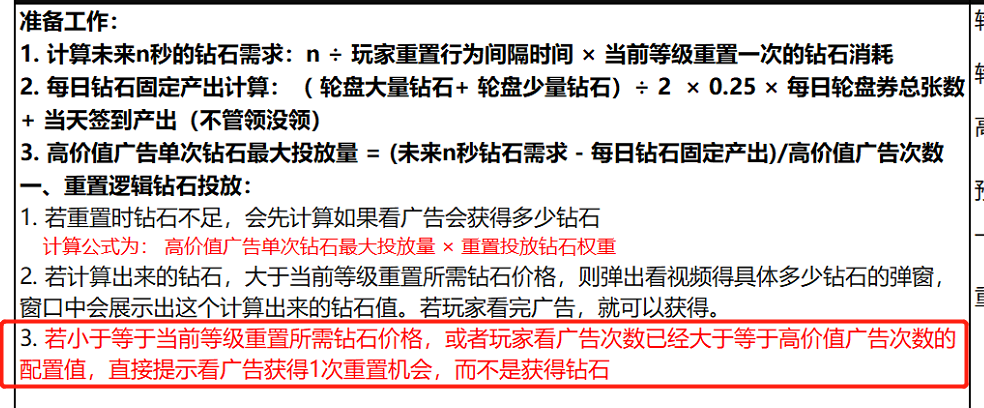 准备工作：
1. 计算未来n秒的钻石需求：n ÷ 玩家重置行为间隔时间 × 当前等级重置一次的钻石消耗
2. 每日钻石固定产出计算：（ 轮盘大量钻石+ 轮盘少量钻石）÷ 2 × 0.25 × 每日轮盘券总张数
+ 当天签到产出（不管领没领）
3. 高价值广告单次钻石最大投放量 = (未来n秒钻石需求 - 每日钻石固定产出)/高价值广告次数
一、重置逻辑钻石投放：
1. 若重置时钻石不足，会先计算如果看广告会获得多少钻石
计算公式为： 高价值广告单次钻石最大投放量 × 重置投放钻石权重
2. 若计算出来的钻石，大于当前等级重置所需钻石价格，则弹出看视频得具体多少钻石的弹窗，
窗口中会展示出这个计算出来的钻石值。若玩家看完广告，就可以获得。
3. 若小于等于当前等级重置所需钻石价格，或者玩家看广告次数已经大于等于高价值广告次数的
配置值，直接提示看广告获得1次重置机会，而不是获得钻石